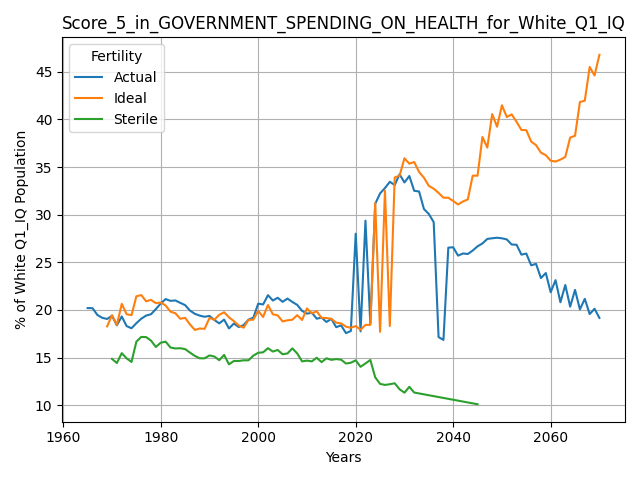 Score_5_in_GOVERNMENT_SPENDING_ON_HEALTH_for_White_Q1_IQ
Fertility
Actual
Ideal
Sterile
% of White Q1_IQ Population
45
40
35
30
25
20
15
10
1960
1980
2000
2020
2040
2060
Years